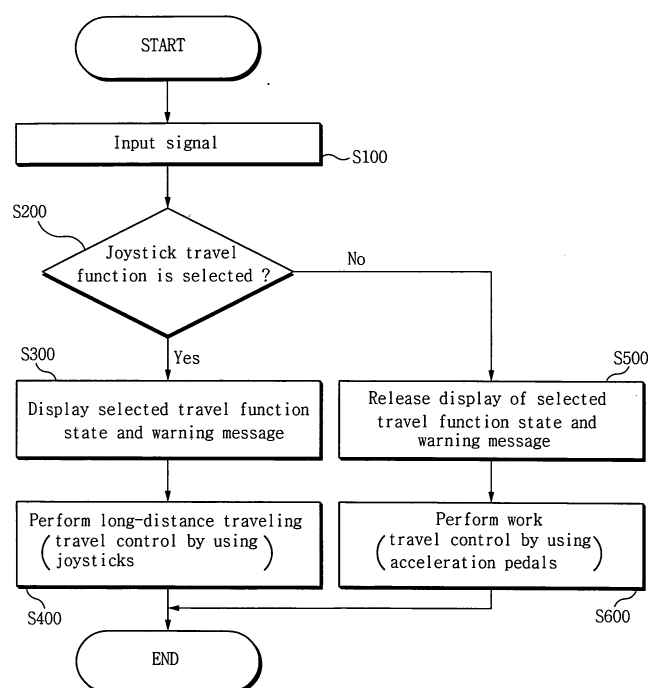 START
Input signal
S100
S200
Joystick travel
function is selected ?
No
Yes
S300
Display selected travel function
state and warning message
S500
Release display of selected
travel function state and
warning message
Perform long-distance traveling
(travel control by using
joysticks)
S400
Perform work
(travel control by using
acceleration pedals)
S600
END